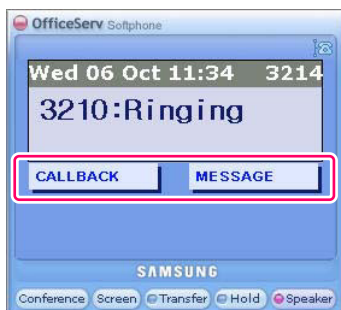 OfficeServ Softphone
Wed 06 Oct 11:34 3214
3210:Ringing
CALLBACK MESSAGE
SAMSUNG
Conference Screen Transfer Hold Speaker